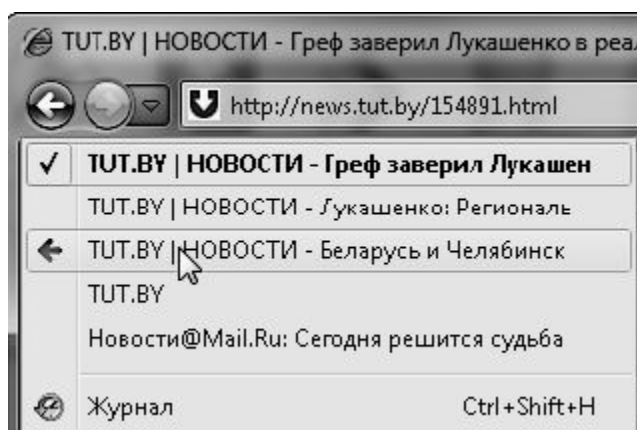 TUT.BY | НОВОСТИ - Греф заверил Лукашенко в реа
http://news.tut.by/154891.html
TUT.BY | НОВОСТИ - Греф заверил Лукашен
TUT.BY | НОВОСТИ - Лукашенко: Региональ
TUT.BY | НОВОСТИ - Беларусь и Челябинск
TUT.BY
Новости@Mail.Ru: Сегодня решится судьба
Журнал Ctrl+Shift+H